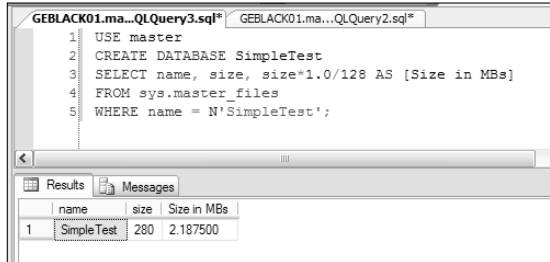 GEBLACK01.ma...QLQuery3.sql* GEBLACK01.ma...QLQuery2.sql*
1 USE master
2 CREATE DATABASE SimpleTest
3 SELECT name, size, size*1.0/128 AS [Size in MBs]
4 FROM sys.master_files
5 WHERE name = N'SimpleTest';
Results Messages
name size Size in MBs
1 SimpleTest 280 2.187500